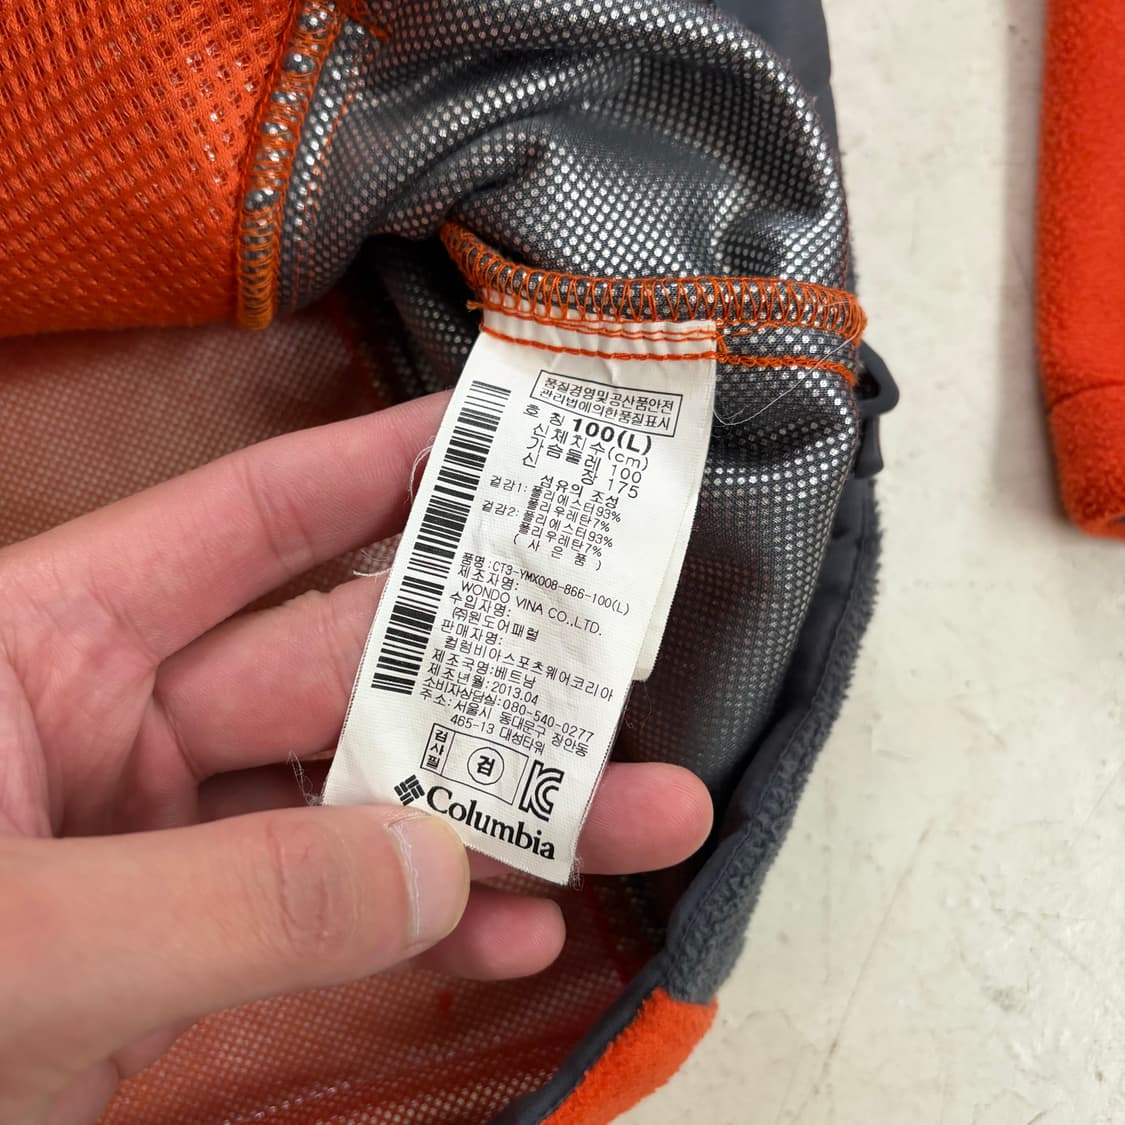 품질경영및공산품안전
관리법에의한품질표시
호 칭 100(L)
신체치수(cm)
가슴둘레 100
신 장 175
섬유의 조성
겉감1: 폴리에스터93%
폴리우레탄7%
겉감2: 폴리에스터93%
폴리우레탄7%
( 사 은 품 )
품명:CT3-YMX008-866-100(L)
제조자명:
WONDO VINA CO.,LTD.
수입자명:
㈜원도어패럴
판매자명:
컬럼비아스포츠웨어코리아
제조국명:베트남
제조년월:2013.04
소비자상담실:080-540-0277
주 소:서울시 동대문구 장안동
465-13 대성타워
검사필
검
KC
Columbia